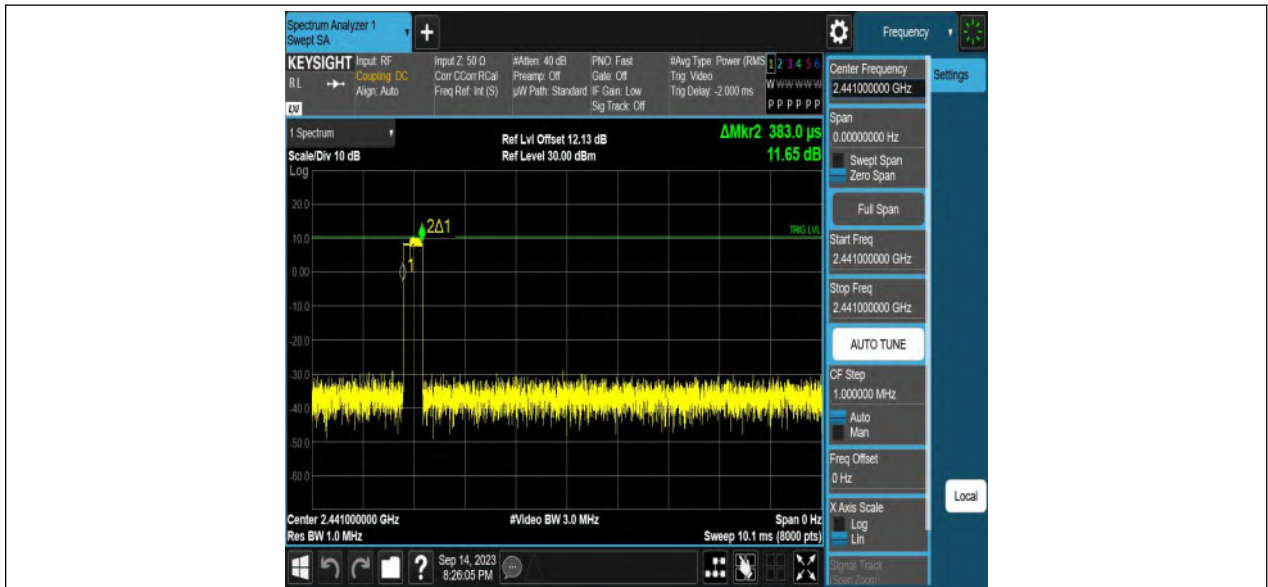 Spectrum Analyzer 1
Swept SA
+
Frequency
KEYSIGHT
RL
LXI
Input: RF
Coupling: DC
Align: Auto
Input Z: 50 Ω
Corr CCorr RCal
Freq Ref: Int (S)
#Atten: 40 dB
Preamp: Off
µW Path: Standard
PNO: Fast
Gate: Off
IF Gain: Low
Sig Track: Off
#Avg Type: Power (RMS
Trig: Video
Trig Delay: -2.000 ms
1 2 3 4 5 6
W W W W W W
P P P P P P
1 Spectrum
Scale/Div 10 dB
Log
Ref Lvl Offset 12.13 dB
Ref Level 30.00 dBm
ΔMkr2 383.0 µs
11.65 dB
20.0
10.0
0.00
-10.0
-20.0
-30.0
-40.0
-50.0
-60.0
2Δ1
1
TRIG LVL
Center 2.441000000 GHz
Res BW 1.0 MHz
#Video BW 3.0 MHz
Span 0 Hz
Sweep 10.1 ms (8000 pts)
Center Frequency
2.441000000 GHz
Settings
Span
0.00000000 Hz
Swept Span
Zero Span
Full Span
Start Freq
2.441000000 GHz
Stop Freq
2.441000000 GHz
AUTO TUNE
CF Step
1.000000 MHz
Auto
Man
Freq Offset
0 Hz
X Axis Scale
Log
Lin
Signal Track
(Span Zoom)
Local
?
Sep 14, 2023
8:26:05 PM